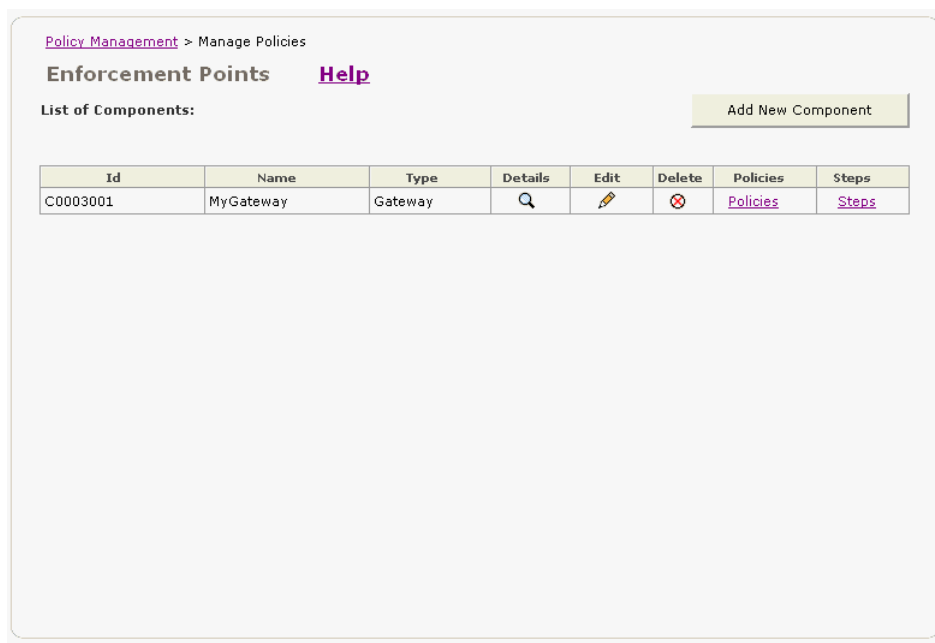 Policy Management > Manage Policies
Enforcement Points Help
List of Components: Add New Component
Id Name Type Details Edit Delete Policies Steps
C0003001 MyGateway Gateway Policies Steps